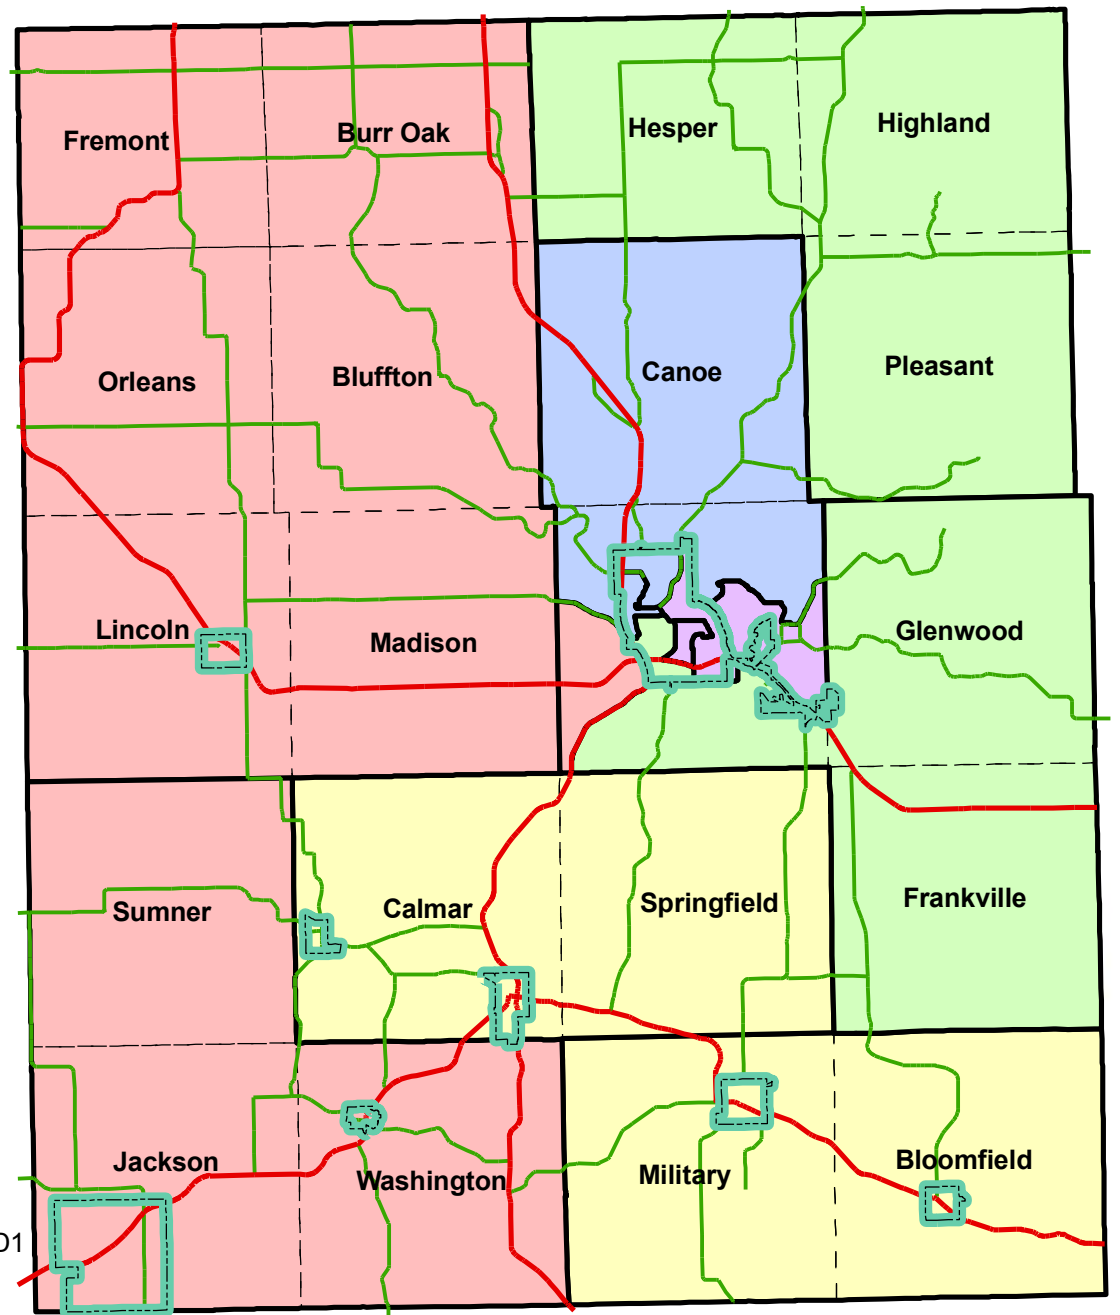 Fremont
Burr Oak
Hesper
Highland
Orleans
Bluffton
Canoe
Pleasant
Lincoln
Madison
Glenwood
Sumner
Calmar
Springfield
Frankville
Jackson
Washington
Military
Bloomfield